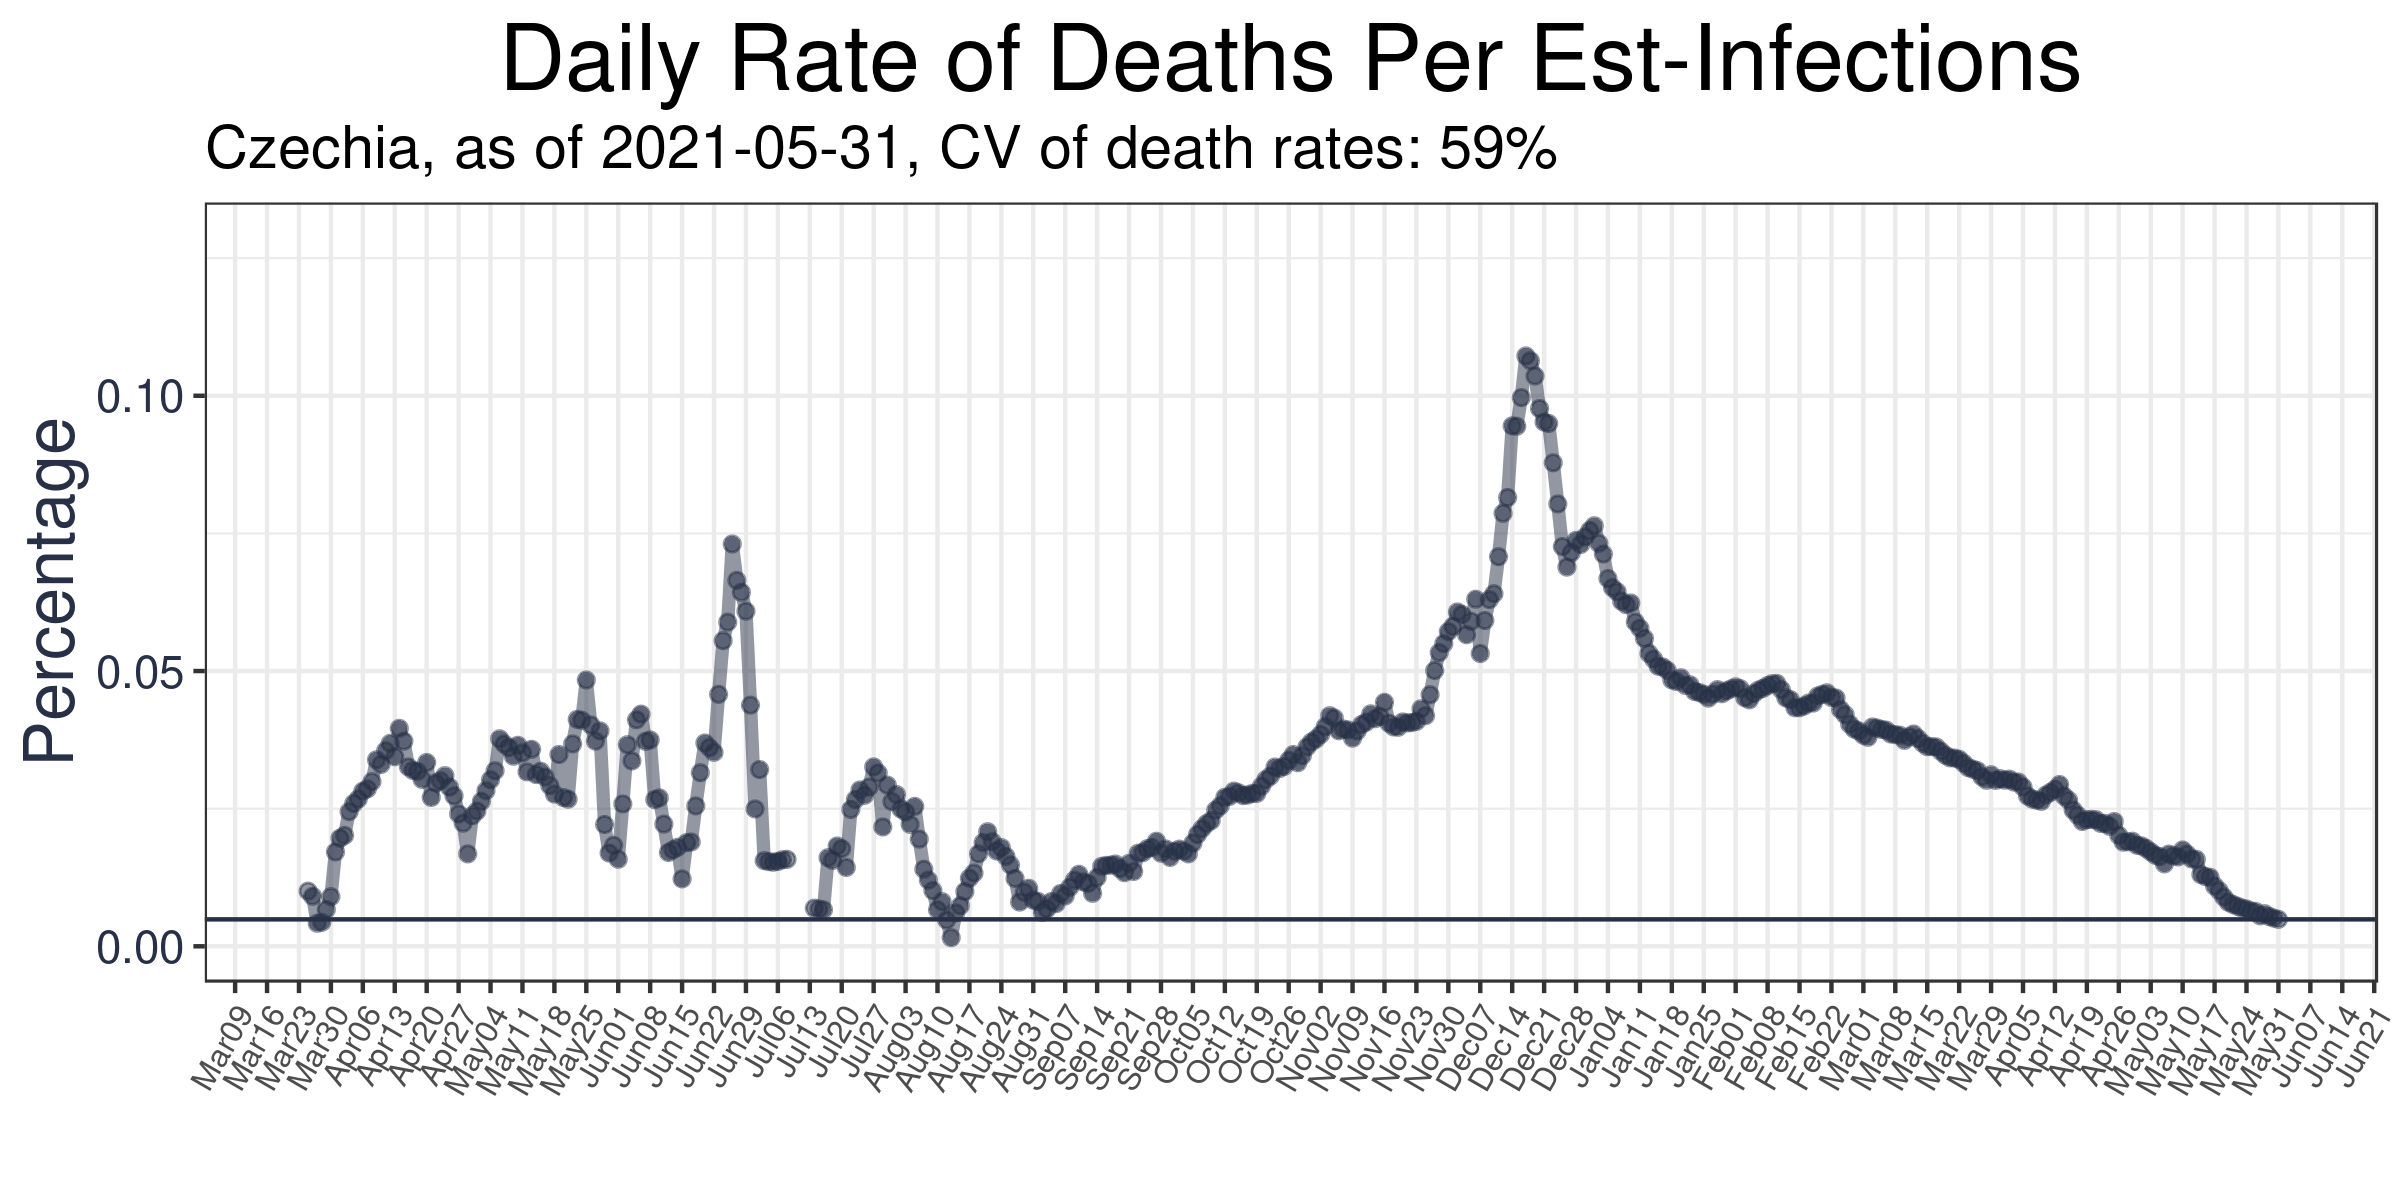 Daily Rate of Deaths Per Est-Infections
Czechia, as of 2021-05-31, CV of death rates: 59%
Percentage
0.10
0.05
0.00
Mar09
Mar16
Mar23
Mar30
Apr06
Apr13
Apr20
Apr27
May04
May11
May18
May25
Jun01
Jun08
Jun15
Jun22
Jun29
Jul06
Jul13
Jul20
Jul27
Aug03
Aug10
Aug17
Aug24
Aug31
Sep07
Sep14
Sep21
Sep28
Oct05
Oct12
Oct19
Oct26
Nov02
Nov09
Nov16
Nov23
Nov30
Dec07
Dec14
Dec21
Dec28
Jan04
Jan11
Jan18
Jan25
Feb01
Feb08
Feb15
Feb22
Mar01
Mar08
Mar15
Mar22
Mar29
Apr05
Apr12
Apr19
Apr26
May03
May10
May17
May24
May31
Jun07
Jun14
Jun21